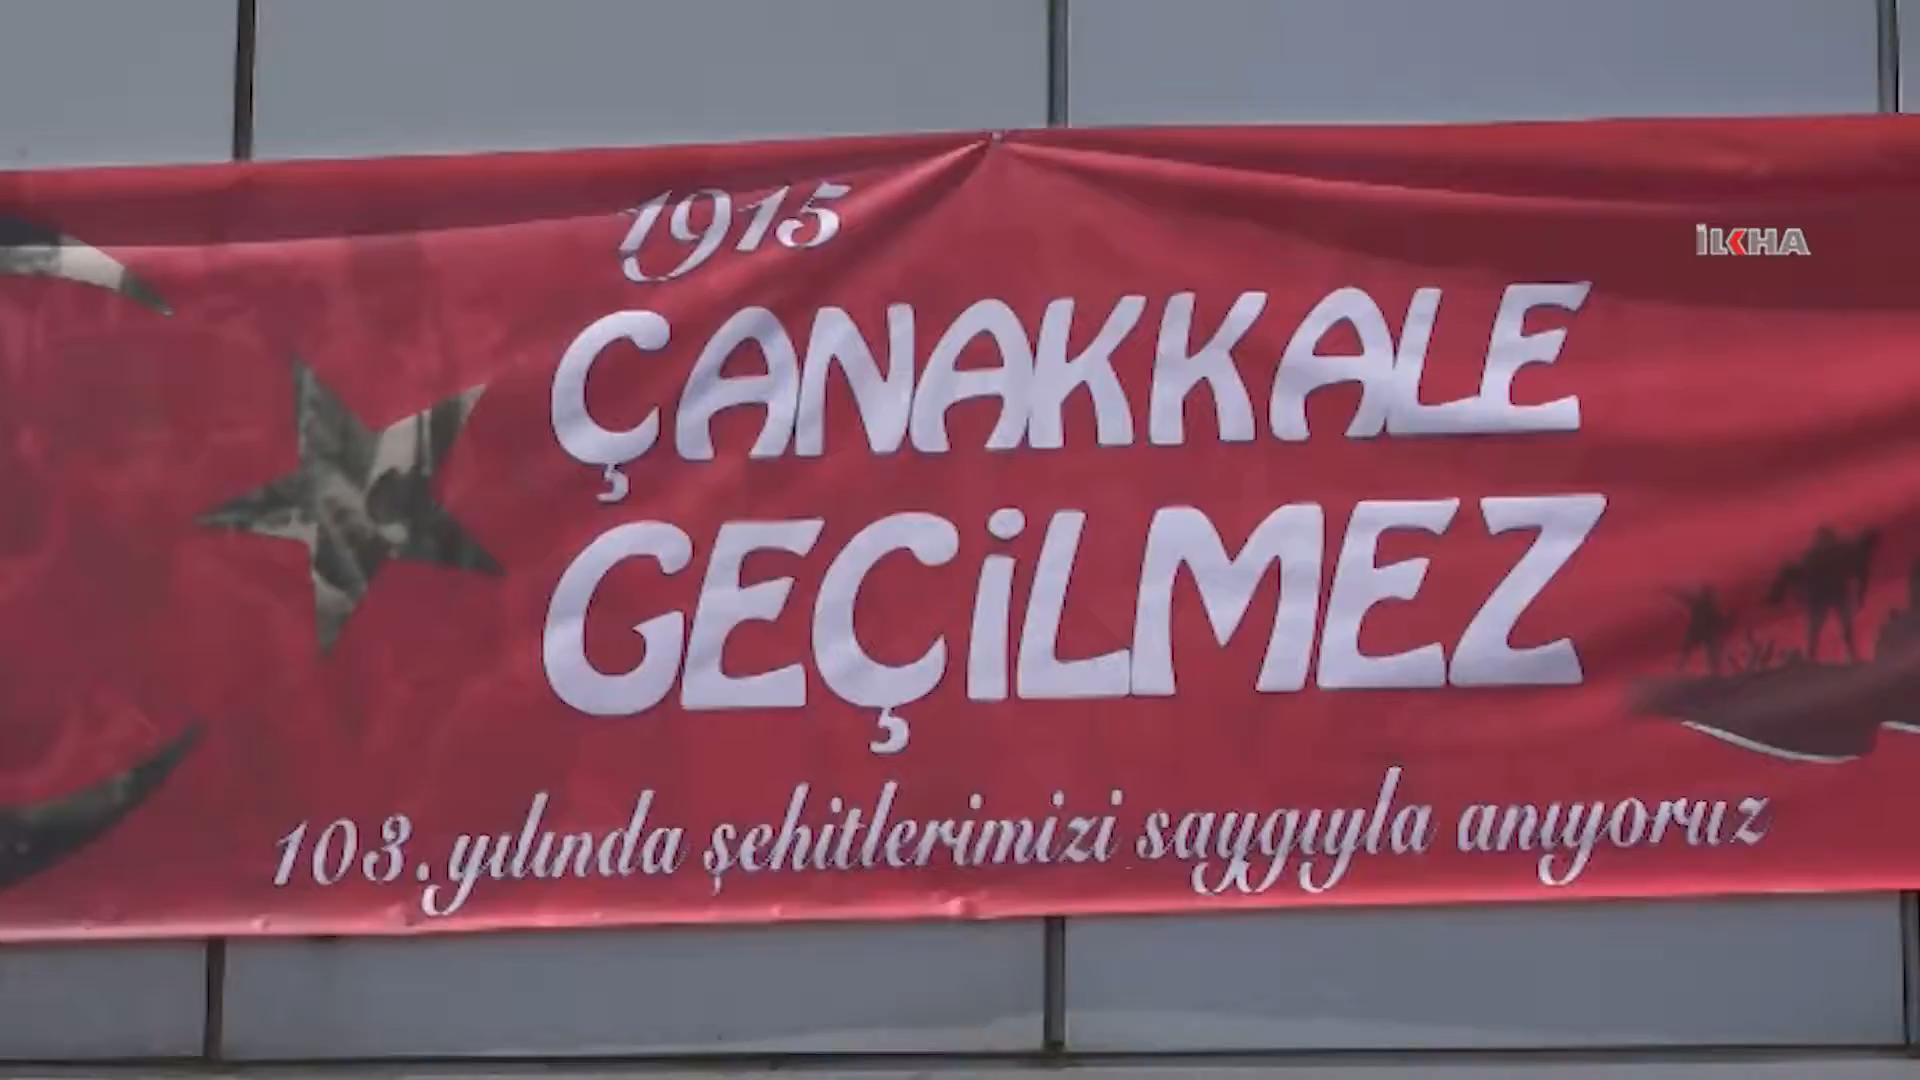 1915
İLKHA
ÇANAKKALE
GEÇİLMEZ
103. yılında şehitlerimizi saygıyla anıyoruz